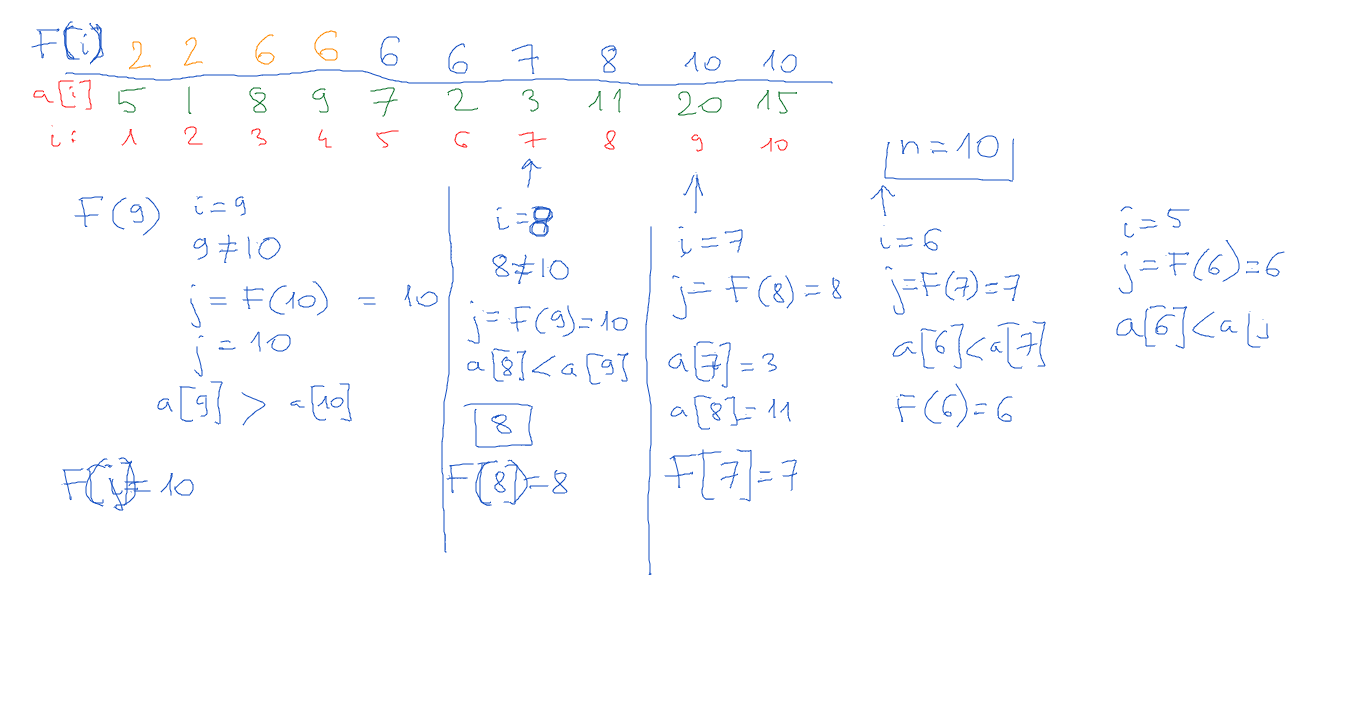 F[i] 2 2 6 6 6 6 7 8 10 10
a[i] 5 1 8 9 7 2 3 11 20 15
i: 1 2 3 4 5 6 7 8 9 10
n=10
F(9) i=9
9≠10
j=F(10) = 10
j=10
a[9] > a[10]
F[j]=10
i=8
8≠10
j=F(9)=10
a[8]<a[9]
8
F[8]=8
i=7
j=F(8)=8
a[7]=3
a[8]=11
F[7]=7
i=6
j=F(7)=7
a[6]<a[7]
F(6)=6
i=5
j=F(6)=6
a[6]<a[j